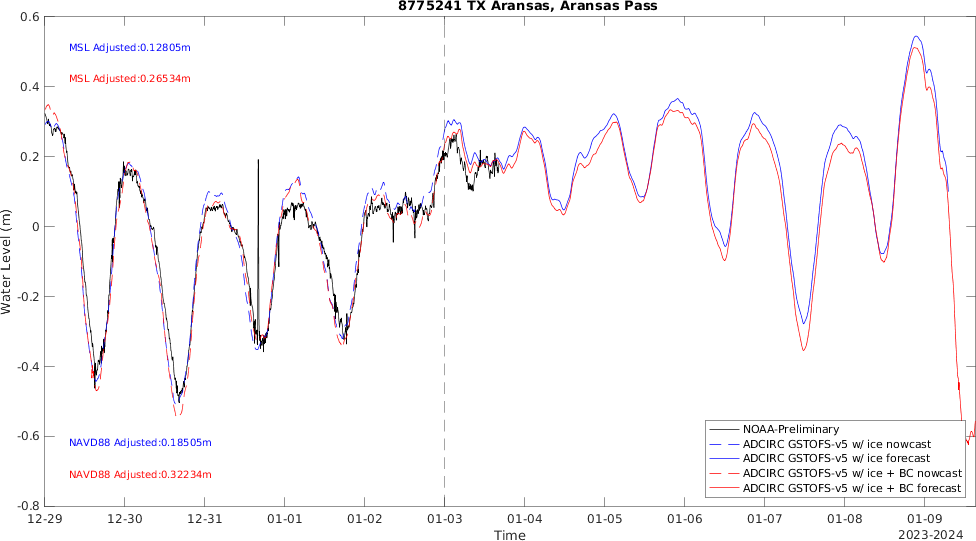 8775241 TX Aransas, Aransas Pass
0.6
MSL Adjusted:0.12805m
MSL Adjusted:0.26534m
0.4
0.2
0
-0.2
-0.4
-0.6
-0.8
Water Level (m)
NAVD88 Adjusted:0.18505m
NAVD88 Adjusted:0.32234m
NOAA-Preliminary
ADCIRC GSTOFS-v5 w/ ice nowcast
ADCIRC GSTOFS-v5 w/ ice forecast
ADCIRC GSTOFS-v5 w/ ice + BC nowcast
ADCIRC GSTOFS-v5 w/ ice + BC forecast
12-29 12-30 12-31 01-01 01-02 01-03 01-04 01-05 01-06 01-07 01-08 01-09
Time
2023-2024